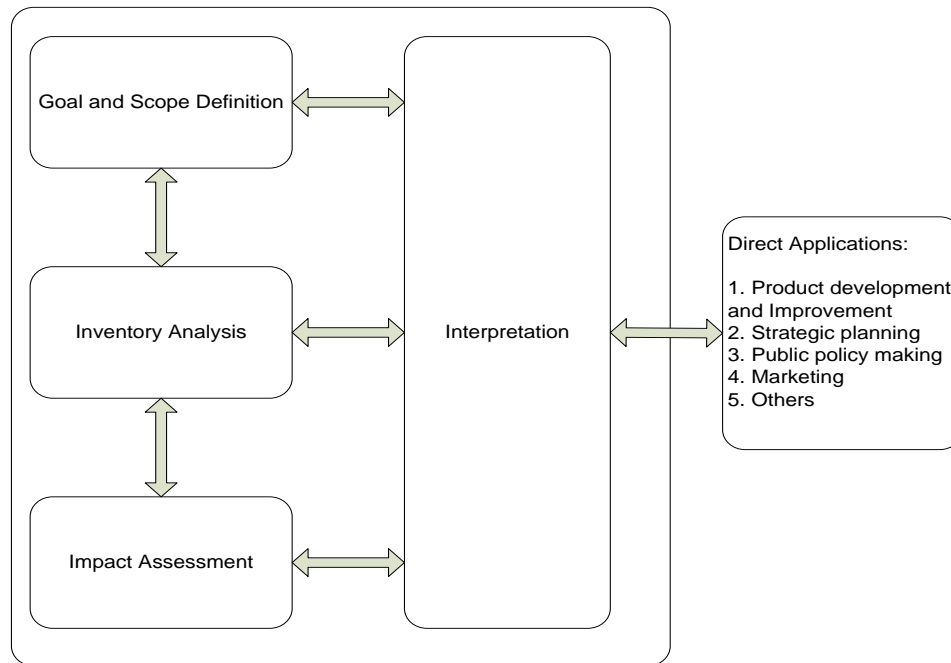 Goal and Scope Definition
Inventory Analysis
Impact Assessment
Interpretation
Direct Applications:
1. Product development
and Improvement
2. Strategic planning
3. Public policy making
4. Marketing
5. Others